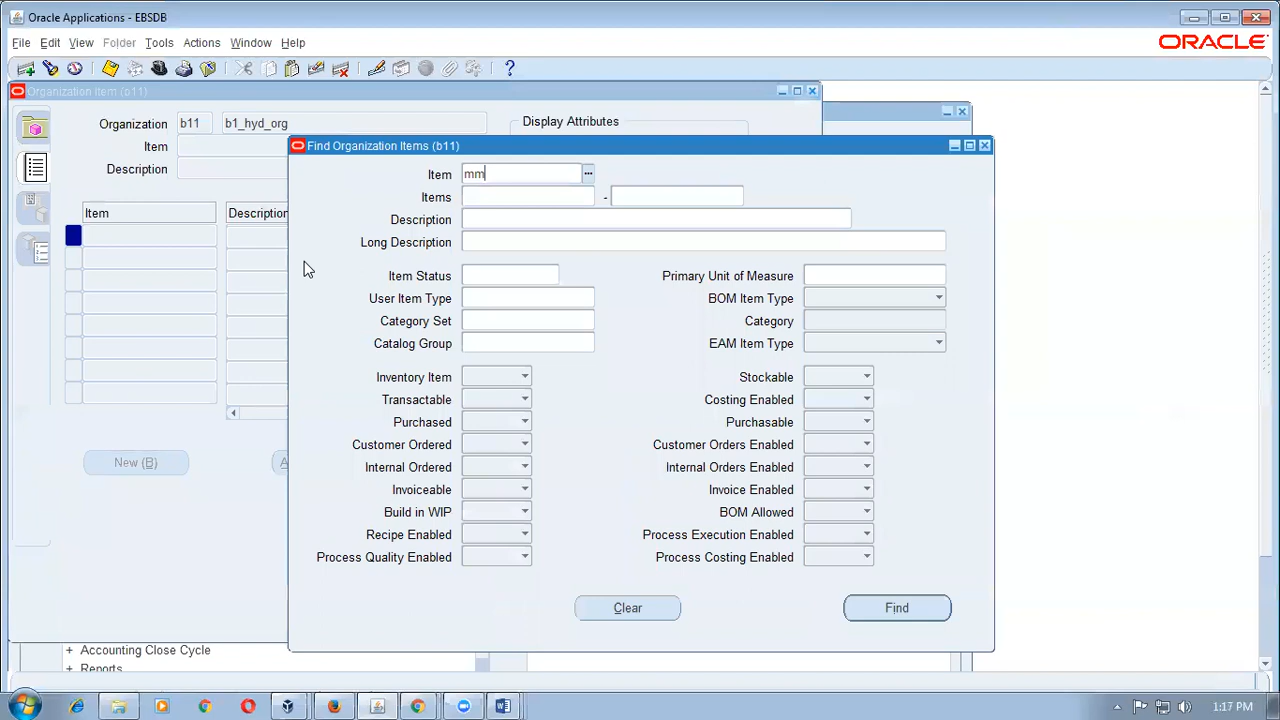 Oracle Applications - EBSDB
File Edit View Folder Tools Actions Window Help
ORACLE
Organization Item (b11)
Organization b11 b1_hyd_org
Display Attributes
Item
Description
Item Description
New (B)
A
Find Organization Items (b11)
Item mm
Items -
Description
Long Description
Item Status
Primary Unit of Measure
User Item Type
BOM Item Type
Category Set
Category
Catalog Group
EAM Item Type
Inventory Item
Stockable
Transactable
Costing Enabled
Purchased
Purchasable
Customer Ordered
Customer Orders Enabled
Internal Ordered
Internal Orders Enabled
Invoiceable
Invoice Enabled
Build in WIP
BOM Allowed
Recipe Enabled
Process Execution Enabled
Process Quality Enabled
Process Costing Enabled
Clear
Find
+ Accounting Close Cycle
+ Reports
1:17 PM